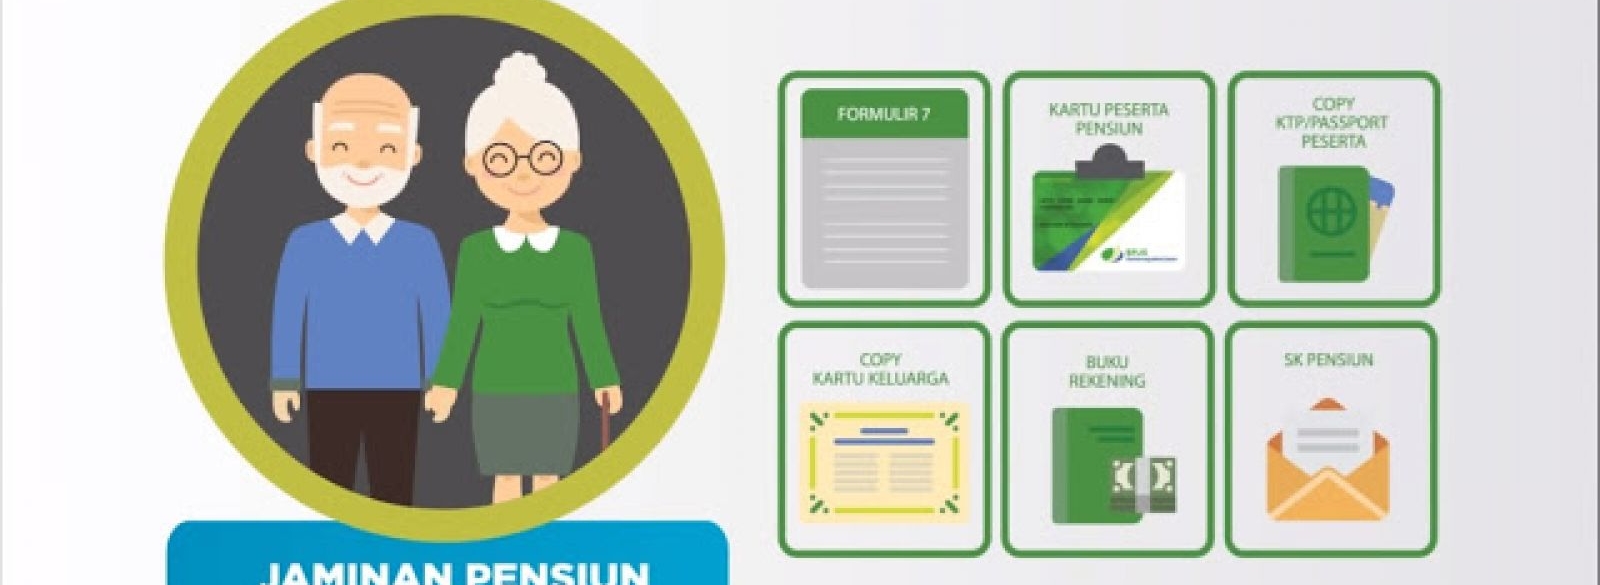 FORMULIR 7
KARTU PESERTA
PENSIUN
COPY
KTP/PASSPORT
PESERTA
COPY
KARTU KELUARGA
BUKU
REKENING
SK PENSIUN
JAMINAN PENSIUN